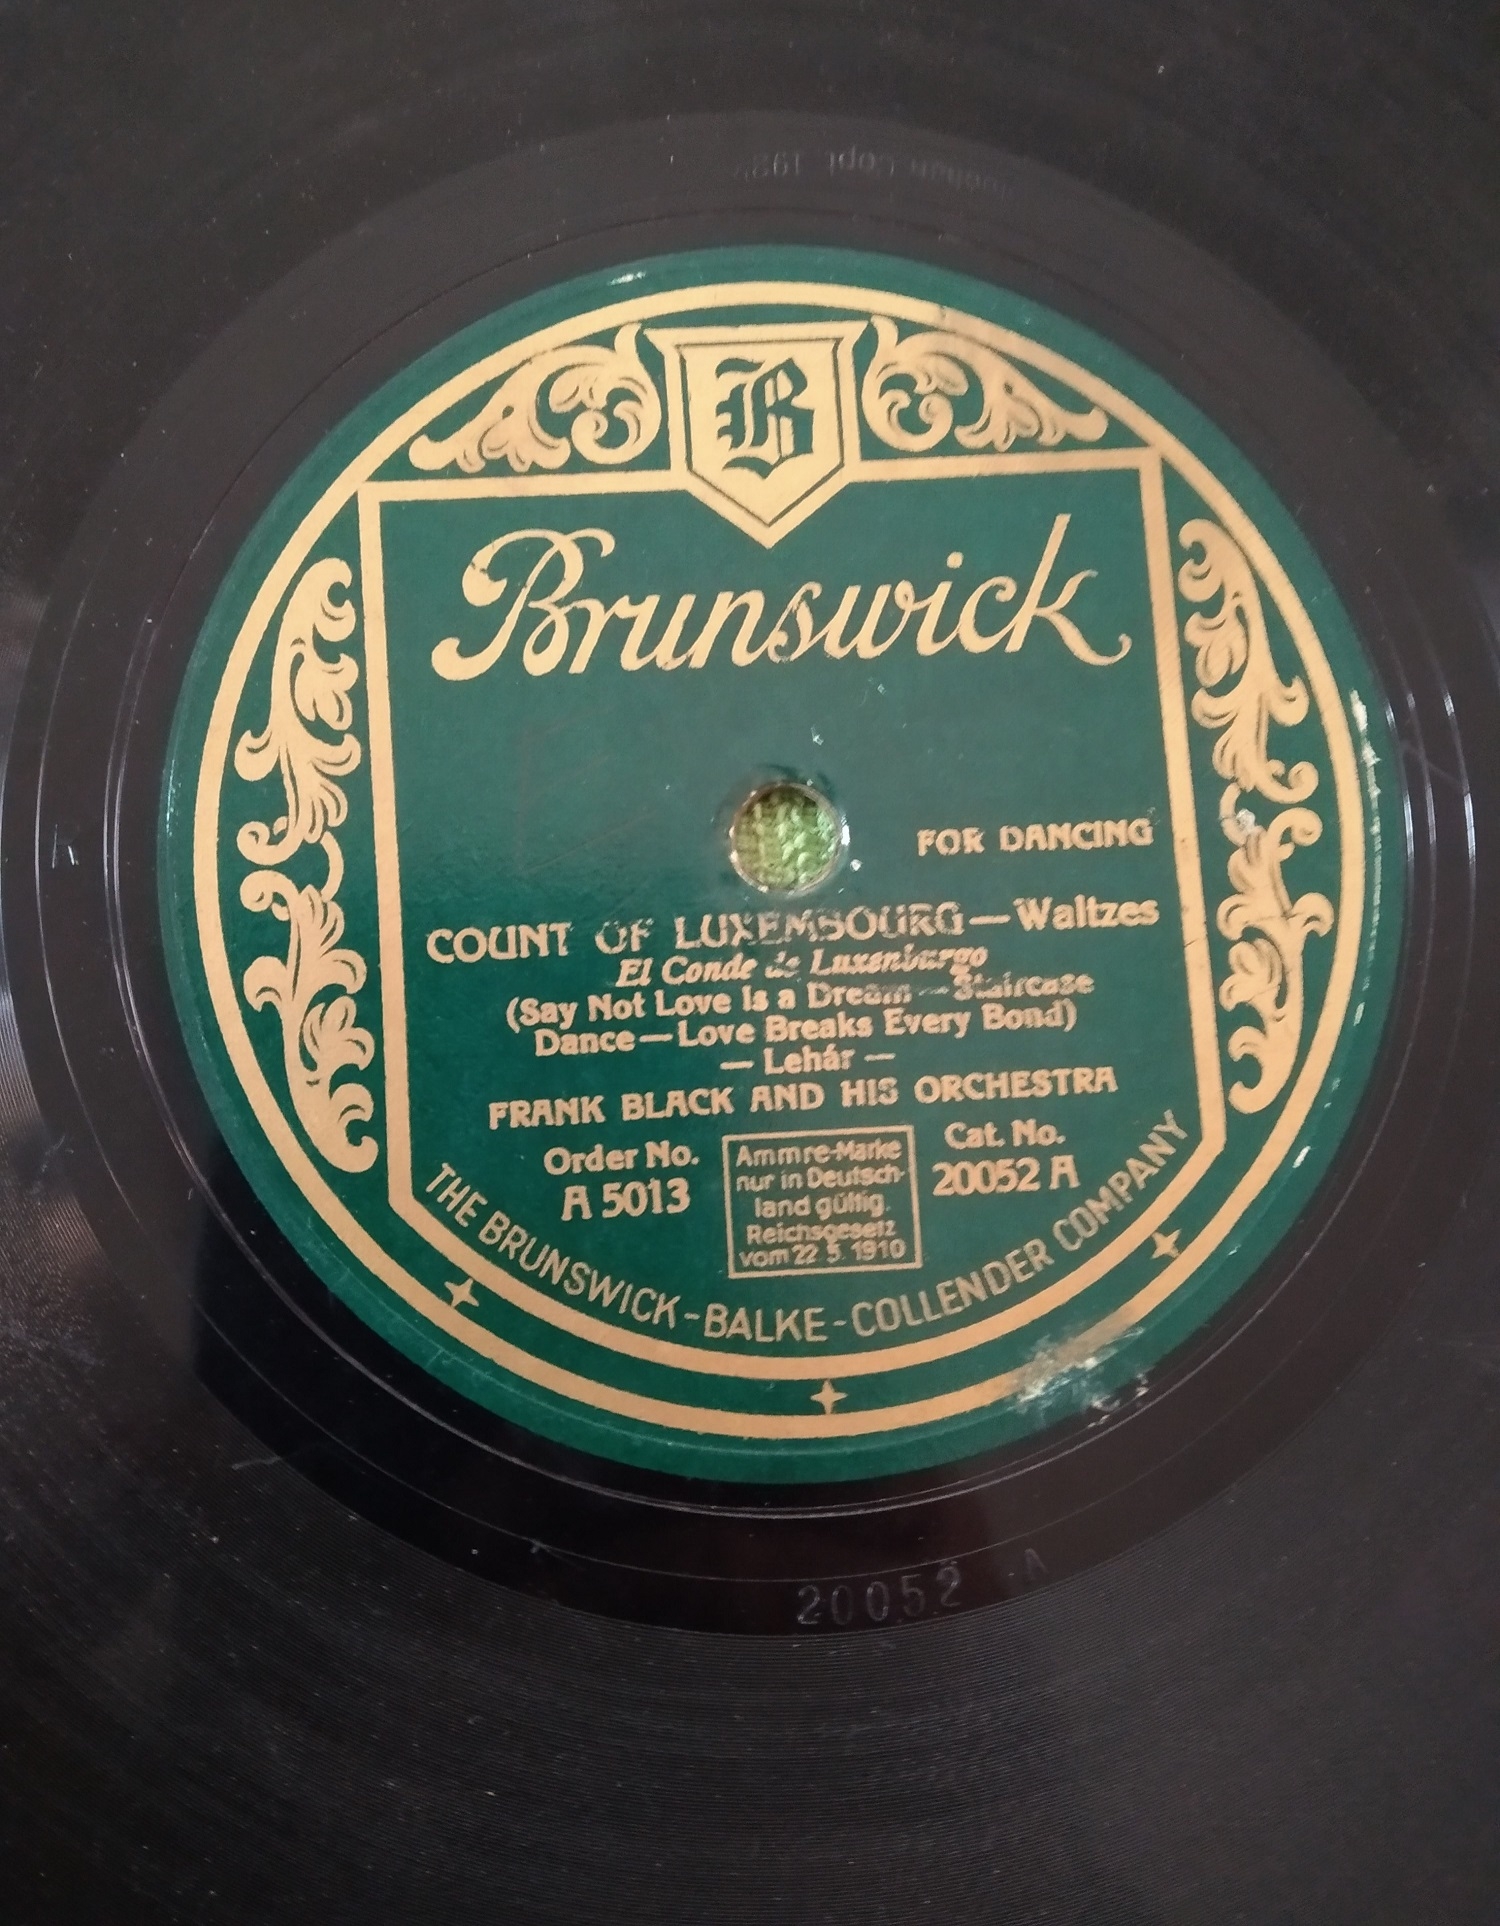 B
Brunswick
FOR DANCING
COUNT OF LUXEMBOURG — Waltzes
El Conde de Luxenburgo
(Say Not Love Is a Dream — Staircase
Dance — Love Breaks Every Bond)
— Lehár —
FRANK BLACK AND HIS ORCHESTRA
Order No.
A 5013
Ammre-Marke
nur in Deutsch-
land gültig.
Reichsgesetz
vom 22 5. 1910
Cat. No.
20052 A
THE BRUNSWICK-BALKE-COLLENDER COMPANY
20052 A